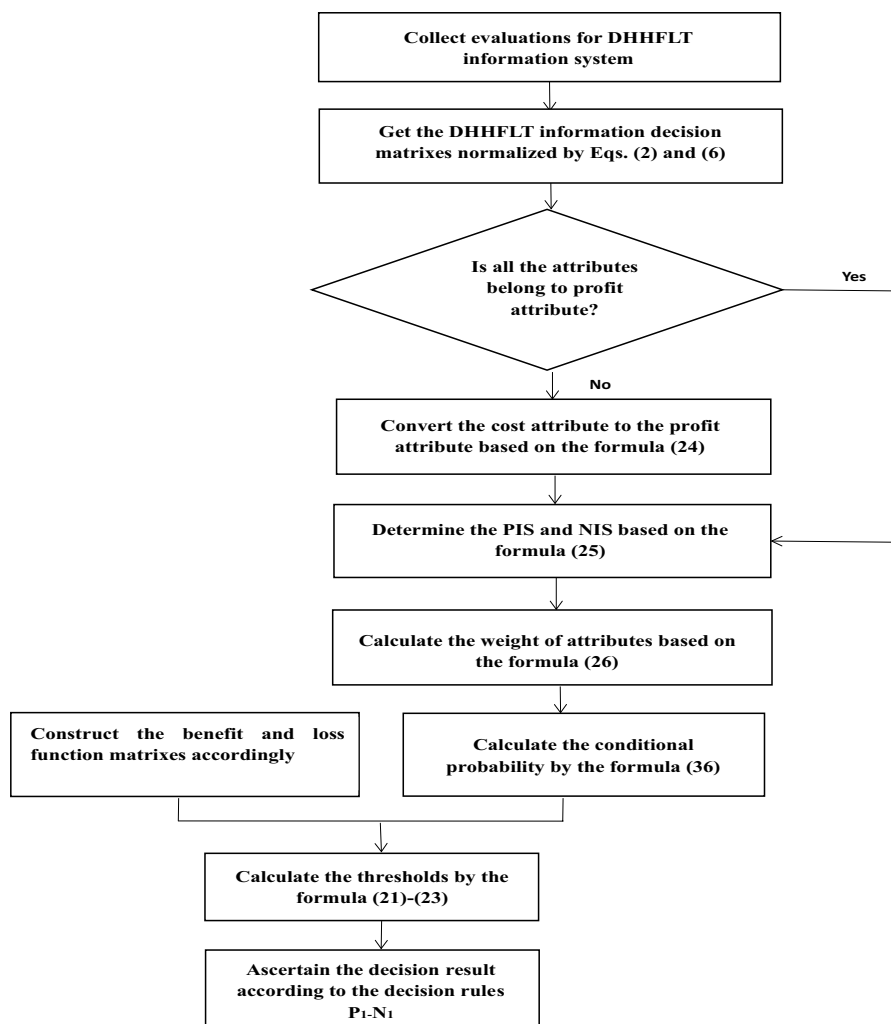 Collect evaluations for DHHFLT
information system
Get the DHHFLT information decision
matrixes normalized by Eqs. (2) and (6)
Is all the attributes
belong to profit
attribute?
Yes
No
Convert the cost attribute to the profit
attribute based on the formula (24)
Determine the PIS and NIS based on the
formula (25)
Calculate the weight of attributes based on
the formula (26)
Construct the benefit and loss
function matrixes accordingly
Calculate the conditional
probability by the formula (36)
Calculate the thresholds by the
formula (21)-(23)
Ascertain the decision result
according to the decision rules
P₁-N₁